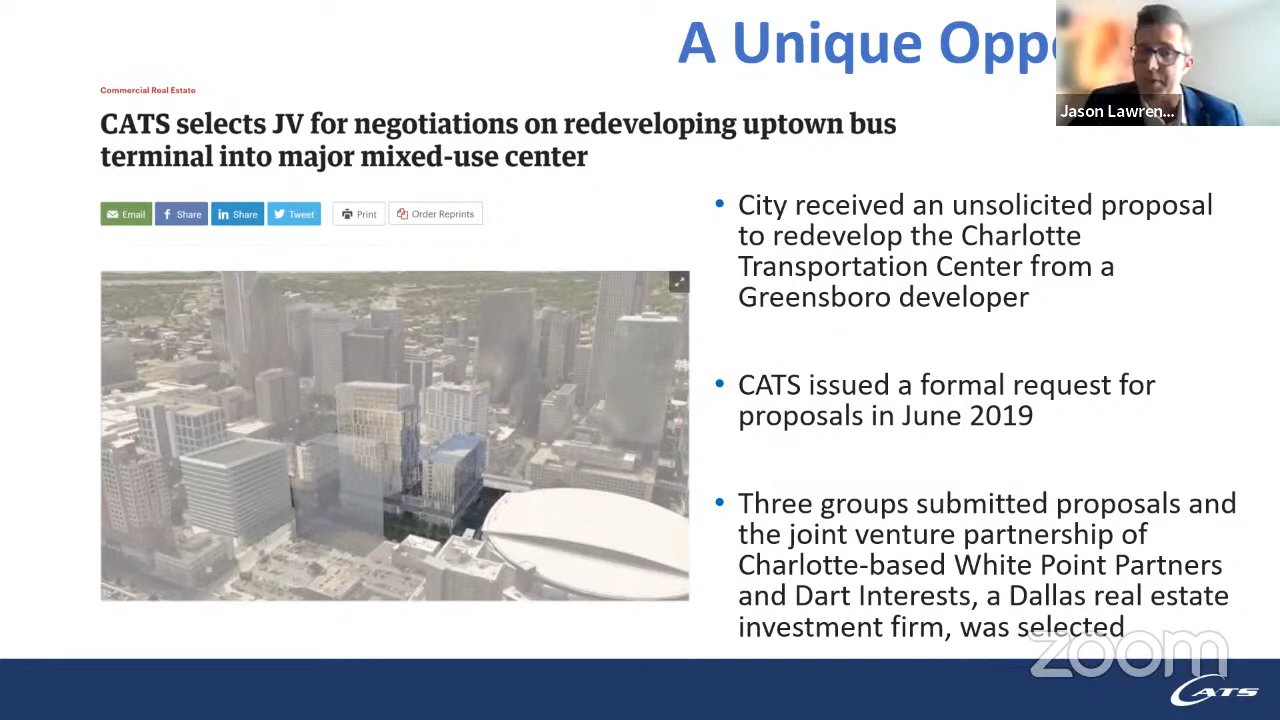 A Unique Oppo
Jason Lawren...
Commercial Real Estate
CATS selects JV for negotiations on redeveloping uptown bus
terminal into major mixed-use center
Email
Share
in Share
Tweet
Print
Order Reprints
• City received an unsolicited proposal
to redevelop the Charlotte
Transportation Center from a
Greensboro developer
• CATS issued a formal request for
proposals in June 2019
• Three groups submitted proposals and
the joint venture partnership of
Charlotte-based White Point Partners
and Dart Interests, a Dallas real estate
investment firm, was selected
zoom
CATS